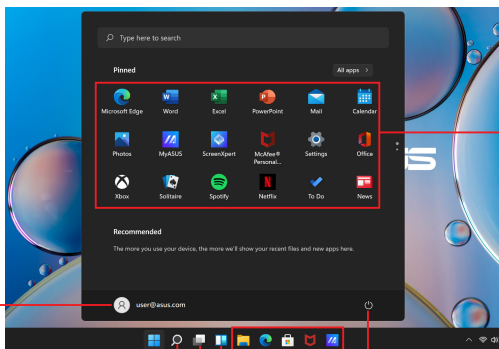 Type here to search
Pinned
All apps >
Microsoft Edge
Word
Excel
PowerPoint
Mail
Calendar
Photos
MyASUS
ScreenXpert
McAfee®
Personal...
Settings
Office
Xbox
Solitaire
Spotify
Netflix
To Do
News
Recommended
The more you use your device, the more we'll show your recent files and new apps here.
user@asus.com